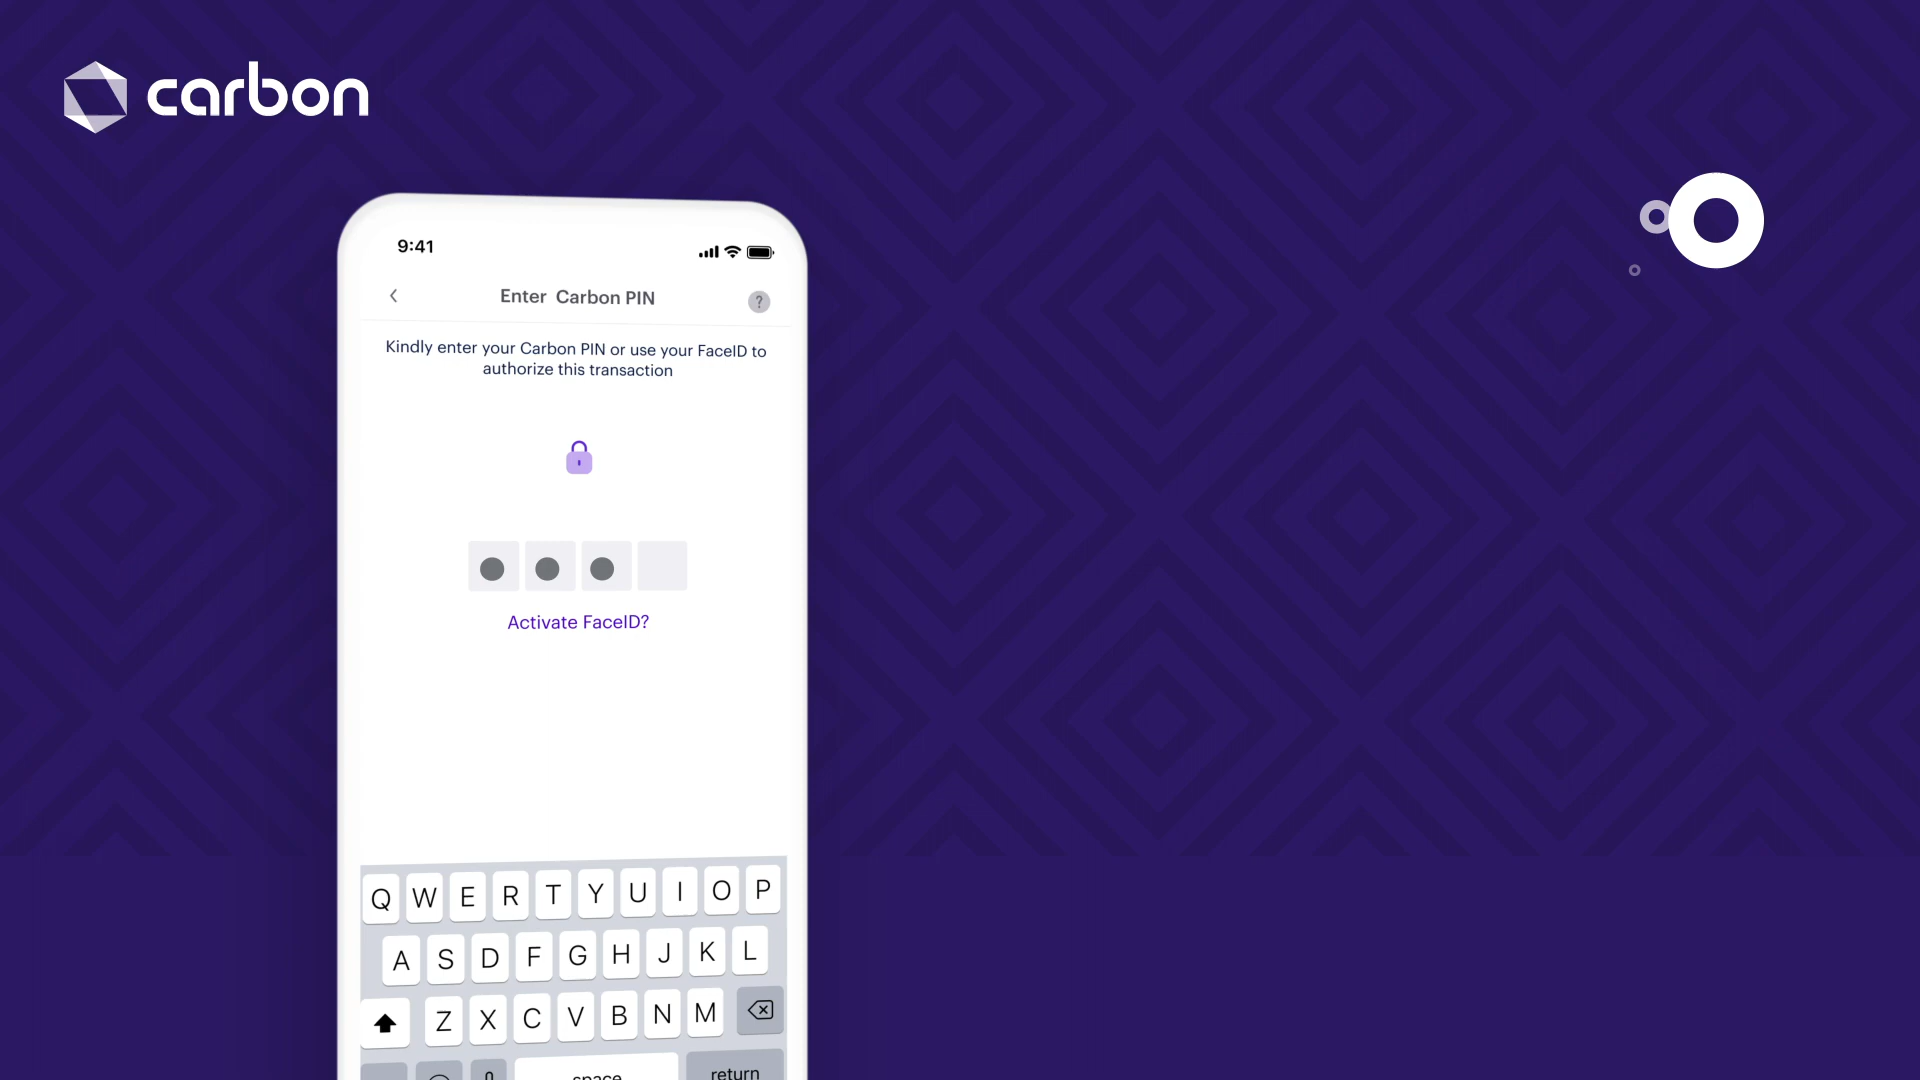 carbon
9:41
Enter Carbon PIN
?
Kindly enter your Carbon PIN or use your FaceID to
authorize this transaction
Activate FaceID?
Q W E R T Y U I O P
A S D F G H J K L
Z X C V B N M
space return